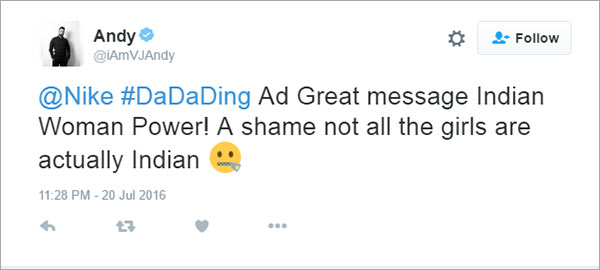 Andy
@iAmVJAndy
Follow
@Nike #DaDaDing Ad Great message Indian
Woman Power! A shame not all the girls are
actually Indian 🤐
11:28 PM - 20 Jul 2016